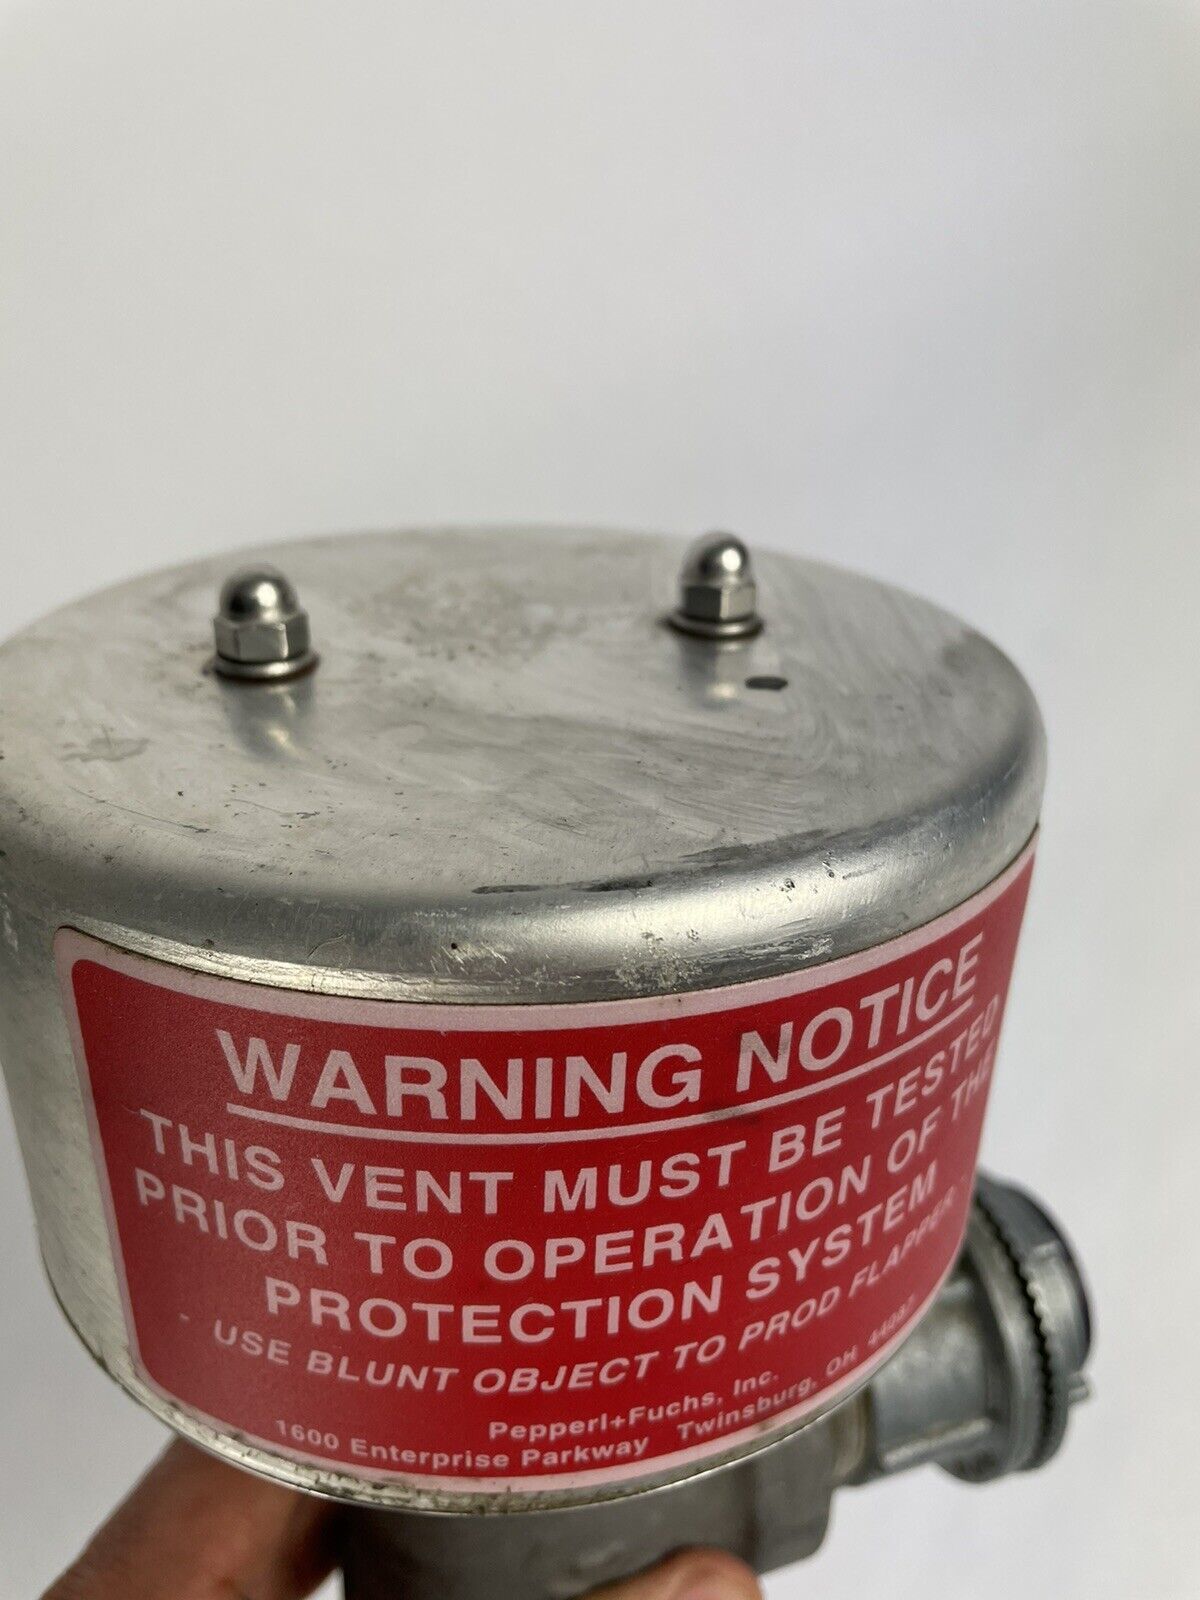 WARNING NOTICE
THIS VENT MUST BE TESTED
PRIOR TO OPERATION OF THE
PROTECTION SYSTEM
- USE BLUNT OBJECT TO PROD FLAPPER
Pepperl+Fuchs, Inc.
1600 Enterprise Parkway Twinsburg, OH. 44087